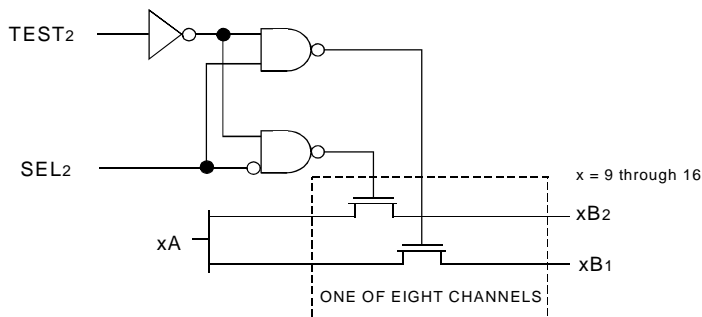 TEST2
SEL2
x = 9 through 16
xB2
xA
xB1
ONE OF EIGHT CHANNELS